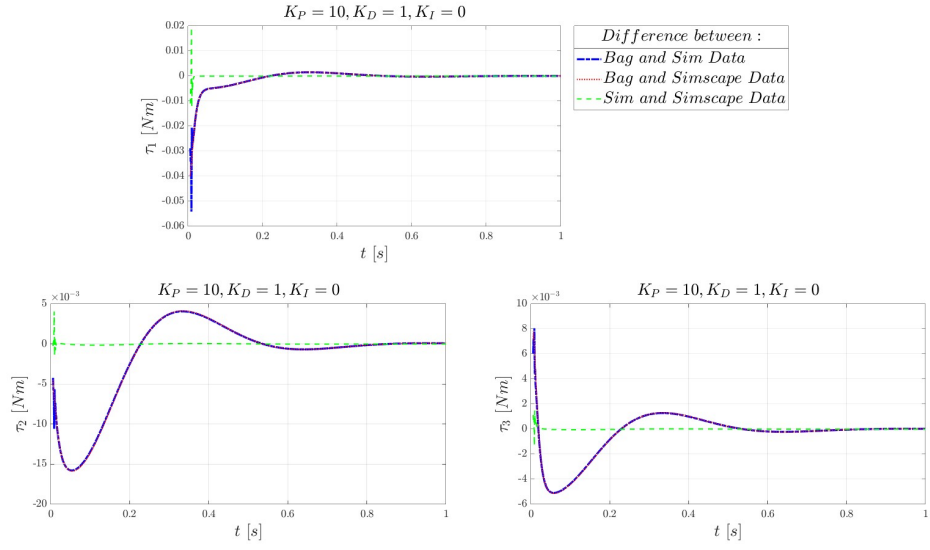 K_P = 10, K_D = 1, K_I = 0
0.02
0.01
0
-0.01
-0.02
-0.03
-0.04
-0.05
-0.06
τ_1 [Nm]
0 0.2 0.4 0.6 0.8 1
t [s]
Difference between :
Bag and Sim Data
Bag and Simscape Data
Sim and Simscape Data
K_P = 10, K_D = 1, K_I = 0
×10^-3
5
0
-5
-10
-15
-20
τ_2 [Nm]
0 0.2 0.4 0.6 0.8 1
t [s]
K_P = 10, K_D = 1, K_I = 0
×10^-3
10
8
6
4
2
0
-2
-4
-6
τ_3 [Nm]
0 0.2 0.4 0.6 0.8 1
t [s]